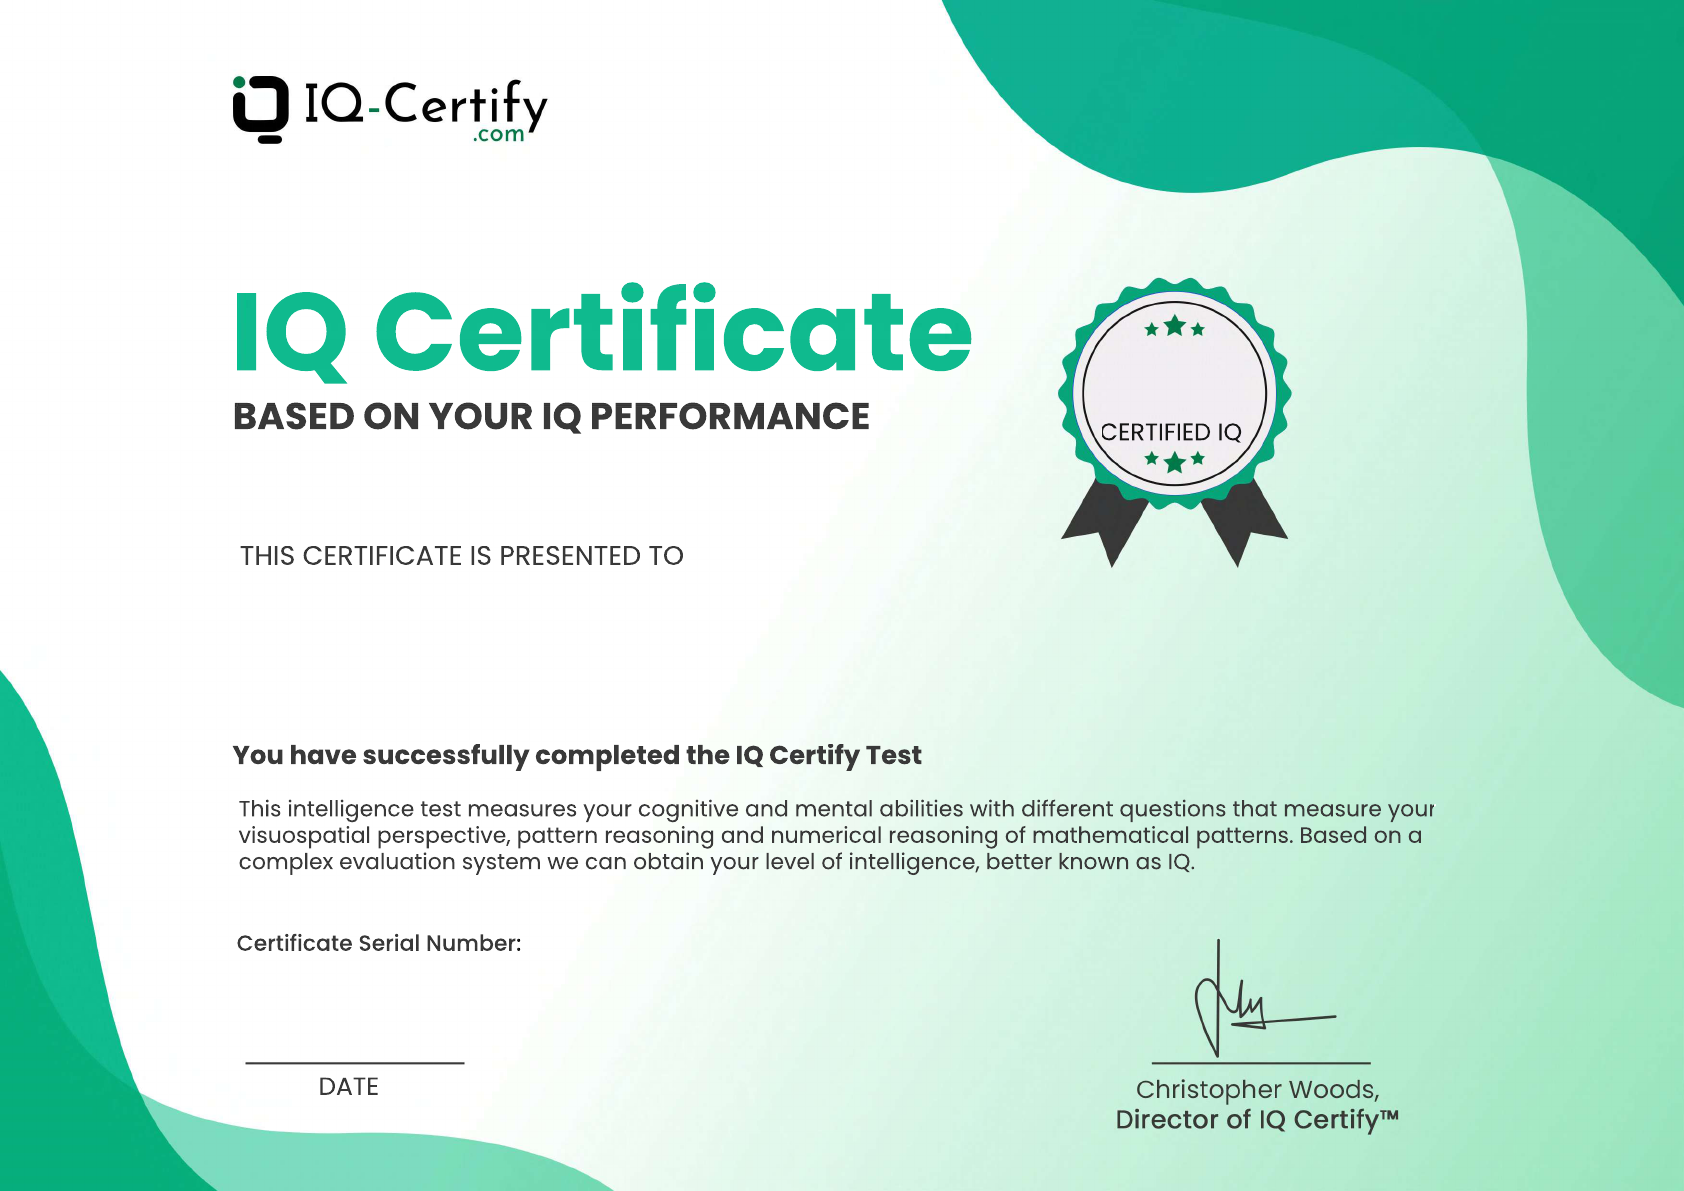 IQ-Certify
.com
IQ Certificate
BASED ON YOUR IQ PERFORMANCE
CERTIFIED IQ
THIS CERTIFICATE IS PRESENTED TO
You have successfully completed the IQ Certify Test
This intelligence test measures your cognitive and mental abilities with different questions that measure your
visuospatial perspective, pattern reasoning and numerical reasoning of mathematical patterns. Based on a
complex evaluation system we can obtain your level of intelligence, better known as IQ.
Certificate Serial Number:
DATE
Christopher Woods,
Director of IQ Certify™